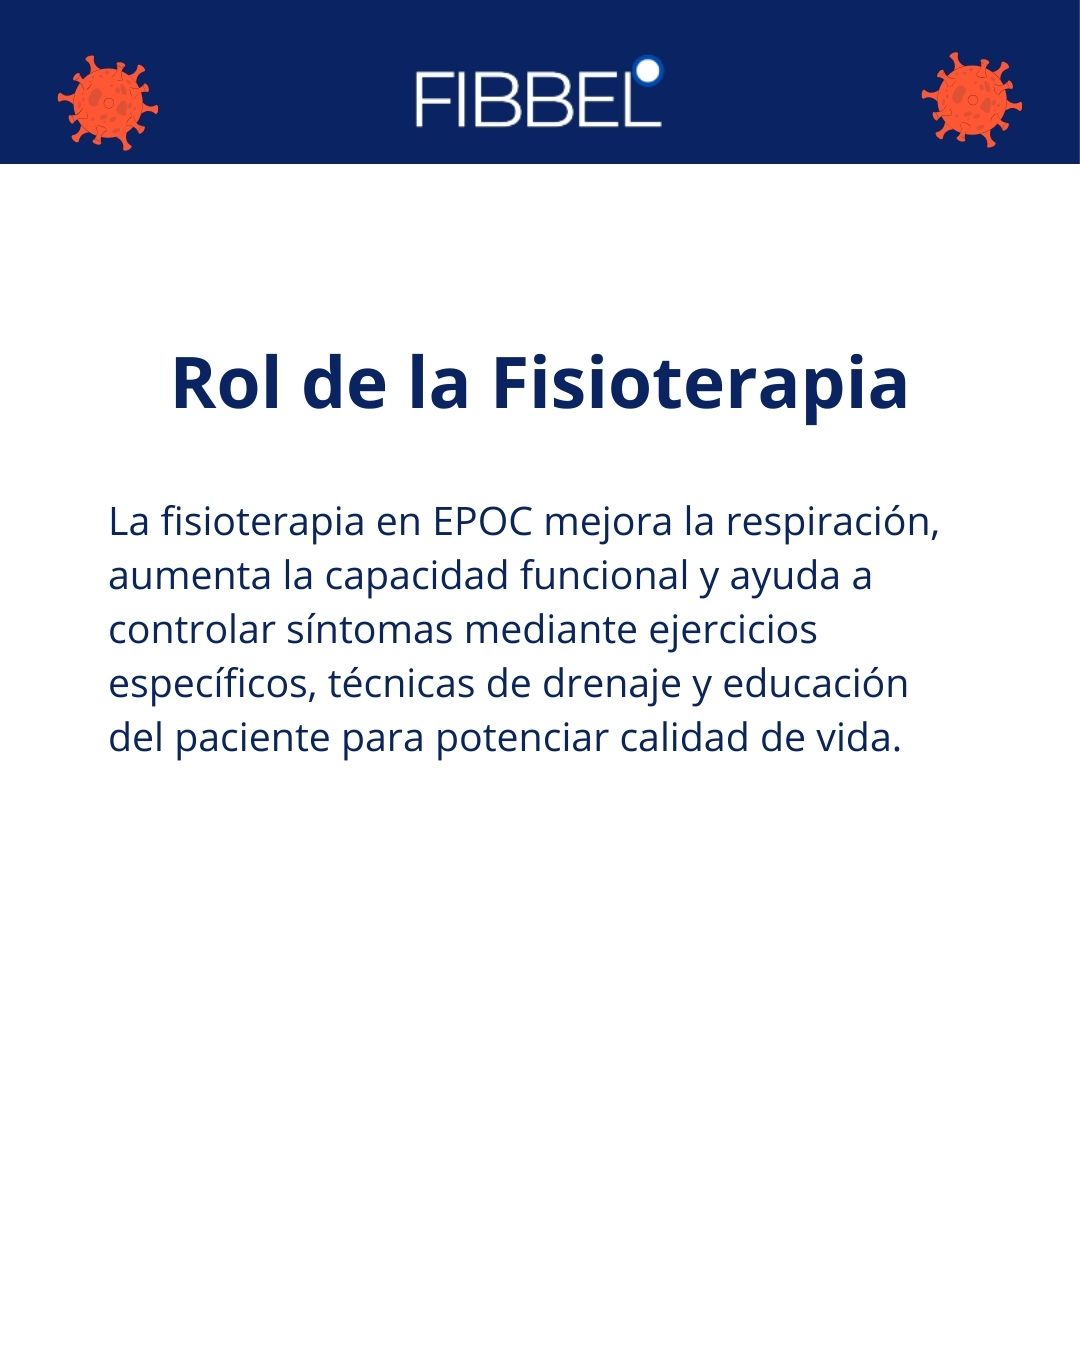 FIBBEL
Rol de la Fisioterapia
La fisioterapia en EPOC mejora la respiración,
aumenta la capacidad funcional y ayuda a
controlar síntomas mediante ejercicios
específicos, técnicas de drenaje y educación
del paciente para potenciar calidad de vida.